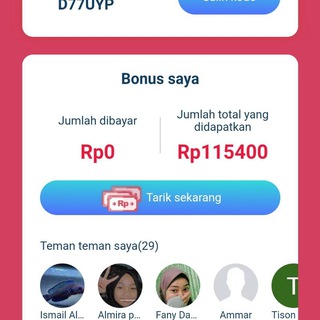 D77UYP
Bonus saya
Jumlah dibayar
Jumlah total yang
didapatkan
Rp0
Rp115400
Rp
Tarik sekarang
Teman teman saya(29)
T
Ismail Al...
Almira p...
Fany Da...
Ammar
Tison